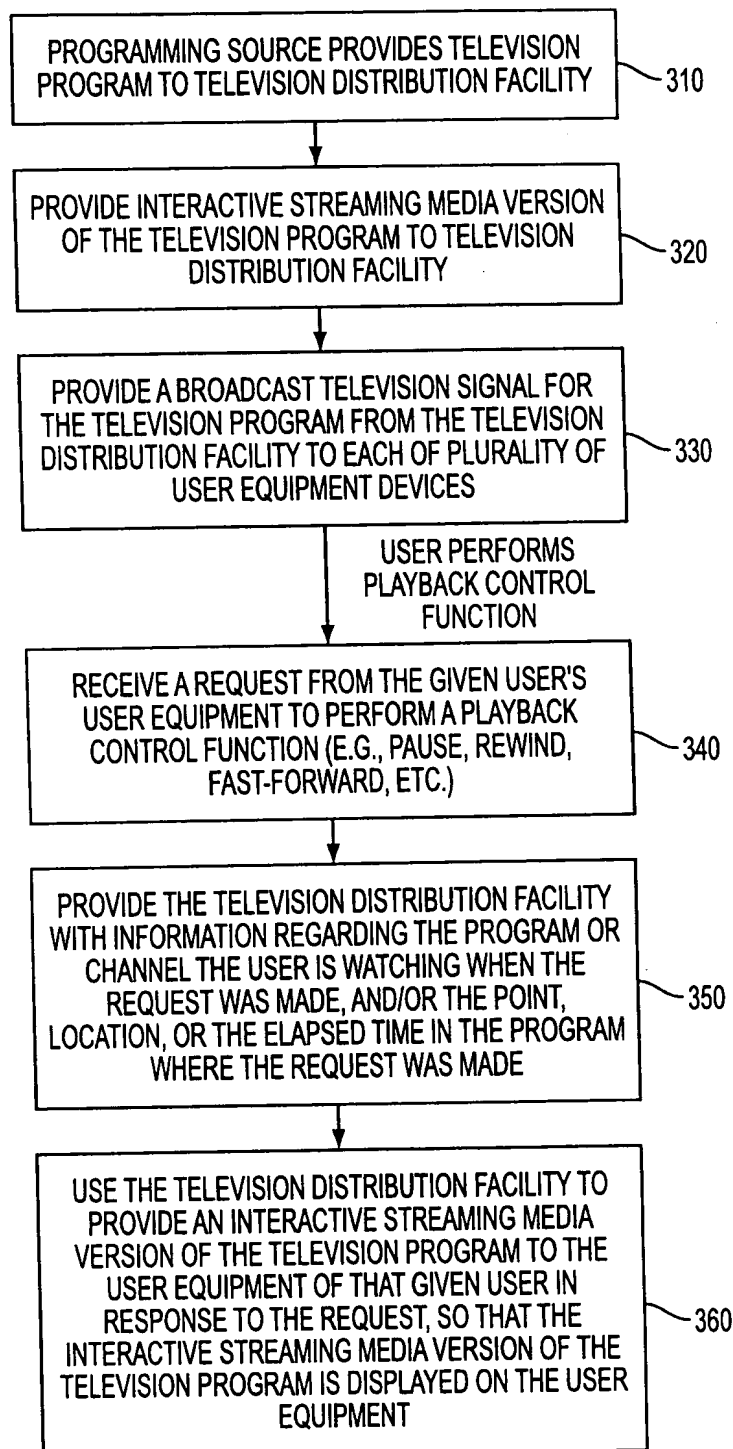 PROGRAMMING SOURCE PROVIDES TELEVISION
PROGRAM TO TELEVISION DISTRIBUTION FACILITY
310
PROVIDE INTERACTIVE STREAMING MEDIA VERSION
OF THE TELEVISION PROGRAM TO TELEVISION
DISTRIBUTION FACILITY
320
PROVIDE A BROADCAST TELEVISION SIGNAL FOR
THE TELEVISION PROGRAM FROM THE TELEVISION
DISTRIBUTION FACILITY TO EACH OF PLURALITY OF
USER EQUIPMENT DEVICES
330
USER PERFORMS
PLAYBACK CONTROL
FUNCTION
RECEIVE A REQUEST FROM THE GIVEN USER'S
USER EQUIPMENT TO PERFORM A PLAYBACK
CONTROL FUNCTION (E.G., PAUSE, REWIND,
FAST-FORWARD, ETC.)
340
PROVIDE THE TELEVISION DISTRIBUTION FACILITY
WITH INFORMATION REGARDING THE PROGRAM OR
CHANNEL THE USER IS WATCHING WHEN THE
REQUEST WAS MADE, AND/OR THE POINT,
LOCATION, OR THE ELAPSED TIME IN THE PROGRAM
WHERE THE REQUEST WAS MADE
350
USE THE TELEVISION DISTRIBUTION FACILITY TO
PROVIDE AN INTERACTIVE STREAMING MEDIA
VERSION OF THE TELEVISION PROGRAM TO THE
USER EQUIPMENT OF THAT GIVEN USER IN
RESPONSE TO THE REQUEST, SO THAT THE
INTERACTIVE STREAMING MEDIA VERSION OF THE
TELEVISION PROGRAM IS DISPLAYED ON THE USER
EQUIPMENT
360